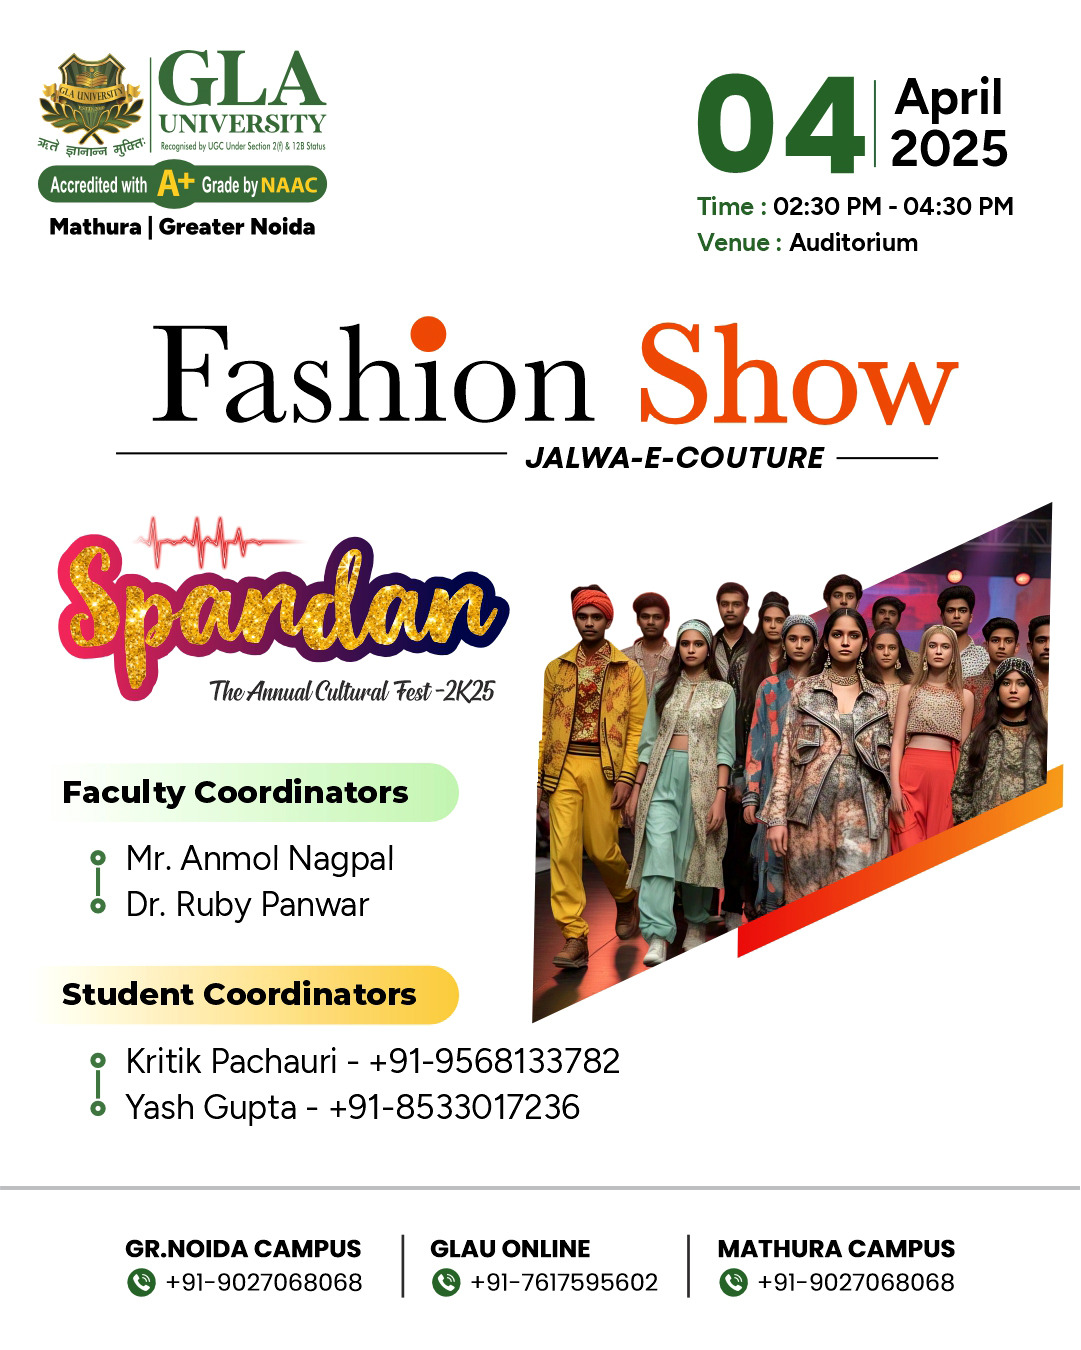 GLA UNIVERSITY
ऋते ज्ञानान्न मुक्तिः
GLA
UNIVERSITY
Recognised by UGC Under Section 2(f) & 12B Status
Accredited with A+ Grade by NAAC
Mathura | Greater Noida
04 April 2025
Time : 02:30 PM - 04:30 PM
Venue : Auditorium
Fashion Show
JALWA-E-COUTURE
Spandan
The Annual Cultural Fest -2K25
Faculty Coordinators
Mr. Anmol Nagpal
Dr. Ruby Panwar
Student Coordinators
Kritik Pachauri - +91-9568133782
Yash Gupta - +91-8533017236
GR.NOIDA CAMPUS
+91-9027068068
GLAU ONLINE
+91-7617595602
MATHURA CAMPUS
+91-9027068068